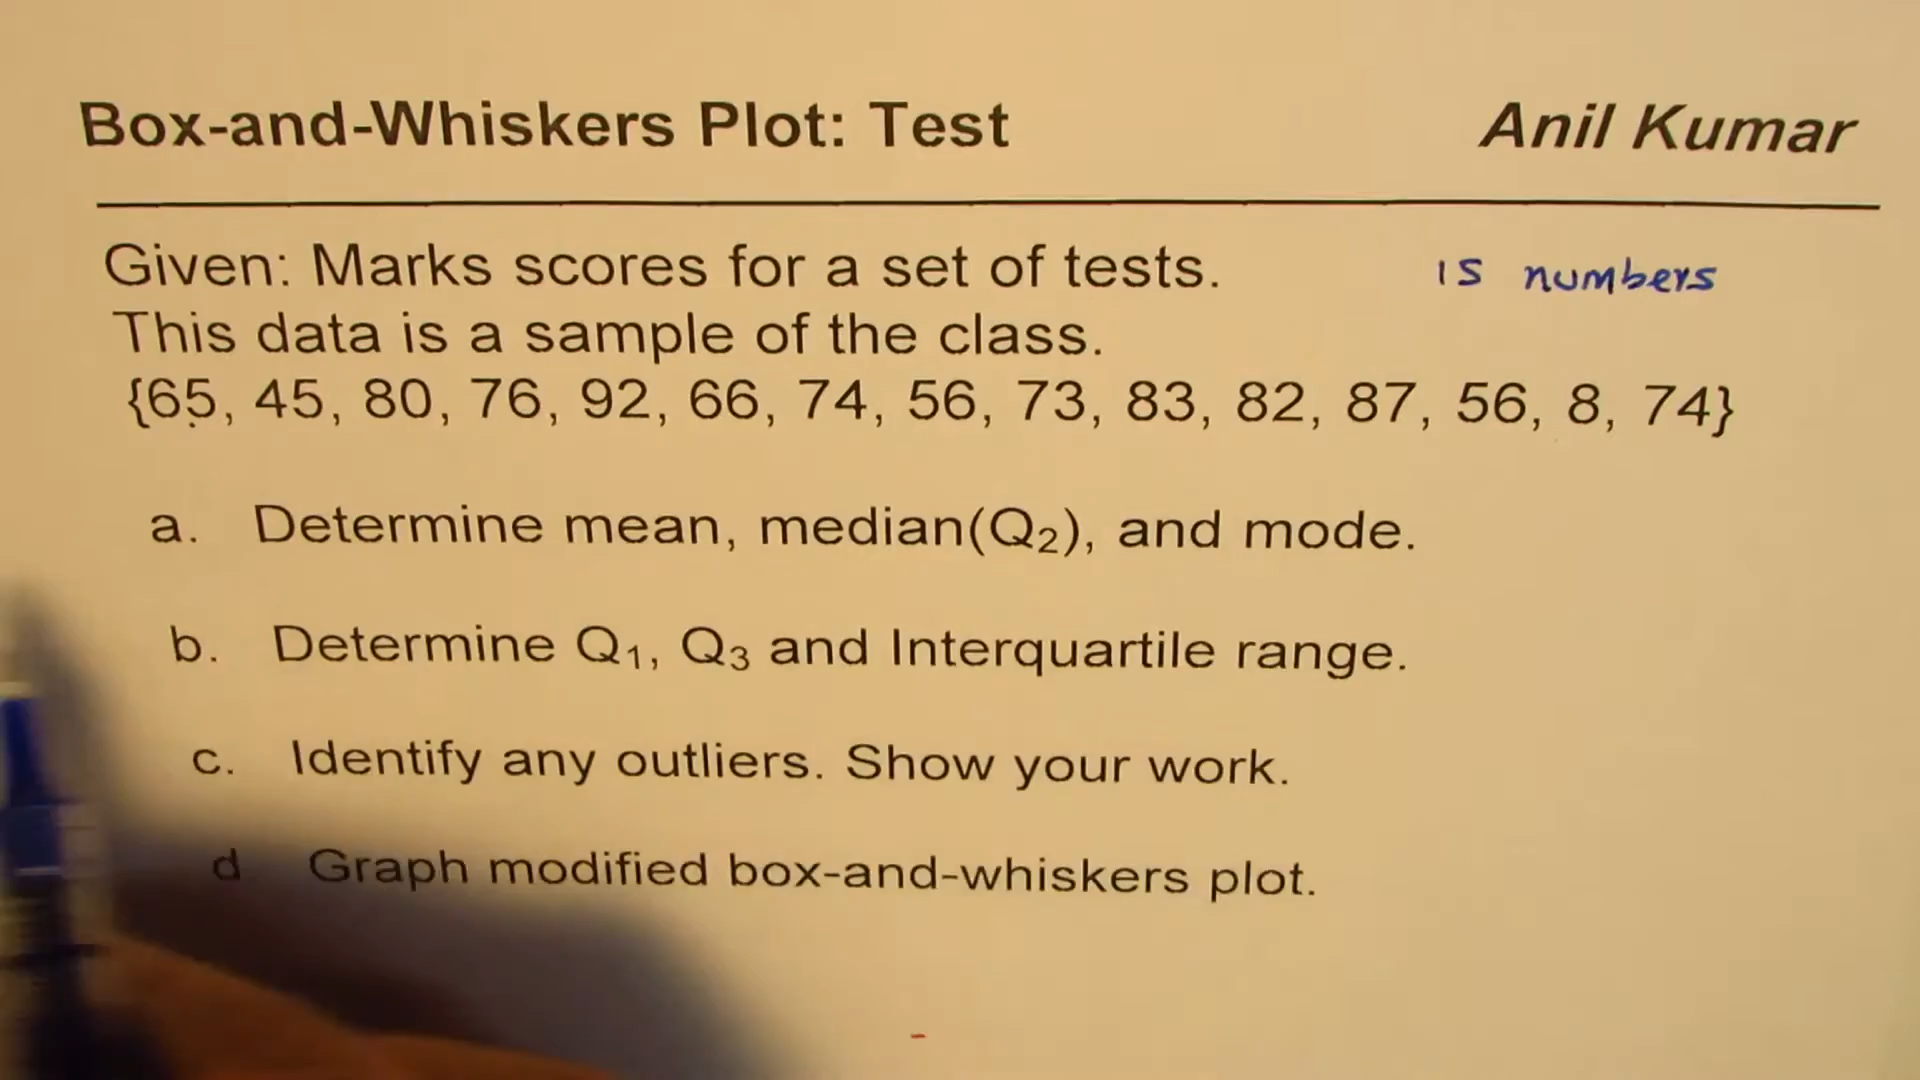 Box-and-Whiskers Plot: Test Anil Kumar
Given: Marks scores for a set of tests. 15 numbers
This data is a sample of the class.
{65, 45, 80, 76, 92, 66, 74, 56, 73, 83, 82, 87, 56, 8, 74}
a. Determine mean, median(Q₂), and mode.
b. Determine Q₁, Q₃ and Interquartile range.
c. Identify any outliers. Show your work.
d Graph modified box-and-whiskers plot.